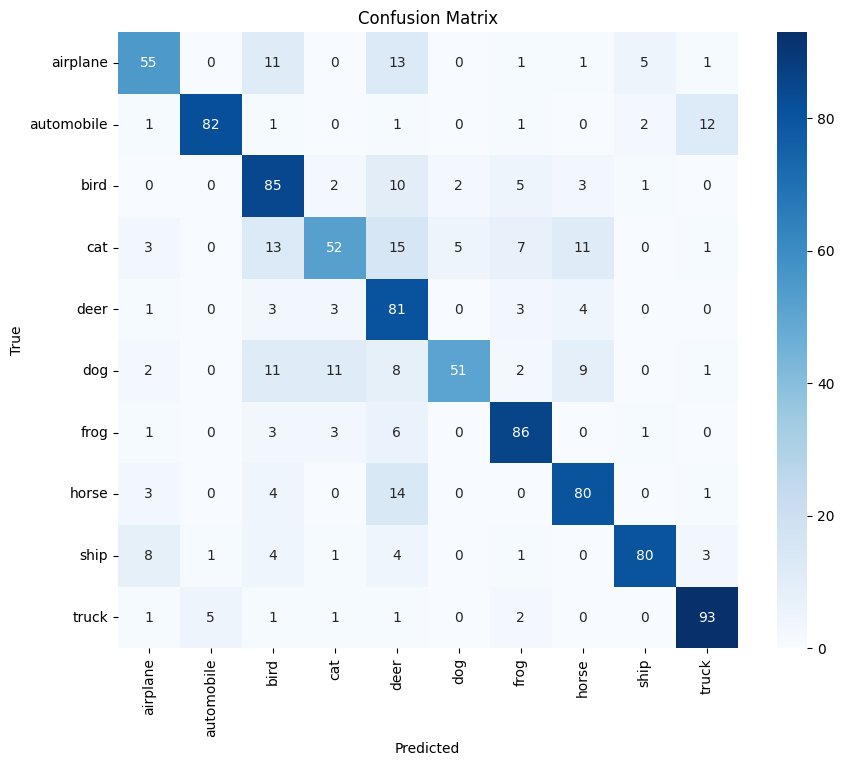 Confusion Matrix
airplane 55 0 11 0 13 0 1 1 5 1
automobile 1 82 1 0 1 0 1 0 2 12
bird 0 0 85 2 10 2 5 3 1 0
cat 3 0 13 52 15 5 7 11 0 1
deer 1 0 3 3 81 0 3 4 0 0
dog 2 0 11 11 8 51 2 9 0 1
frog 1 0 3 3 6 0 86 0 1 0
horse 3 0 4 0 14 0 0 80 0 1
ship 8 1 4 1 4 0 1 0 80 3
truck 1 5 1 1 1 0 2 0 0 93
True
airplane automobile bird cat deer dog frog horse ship truck
Predicted
80
60
40
20
0